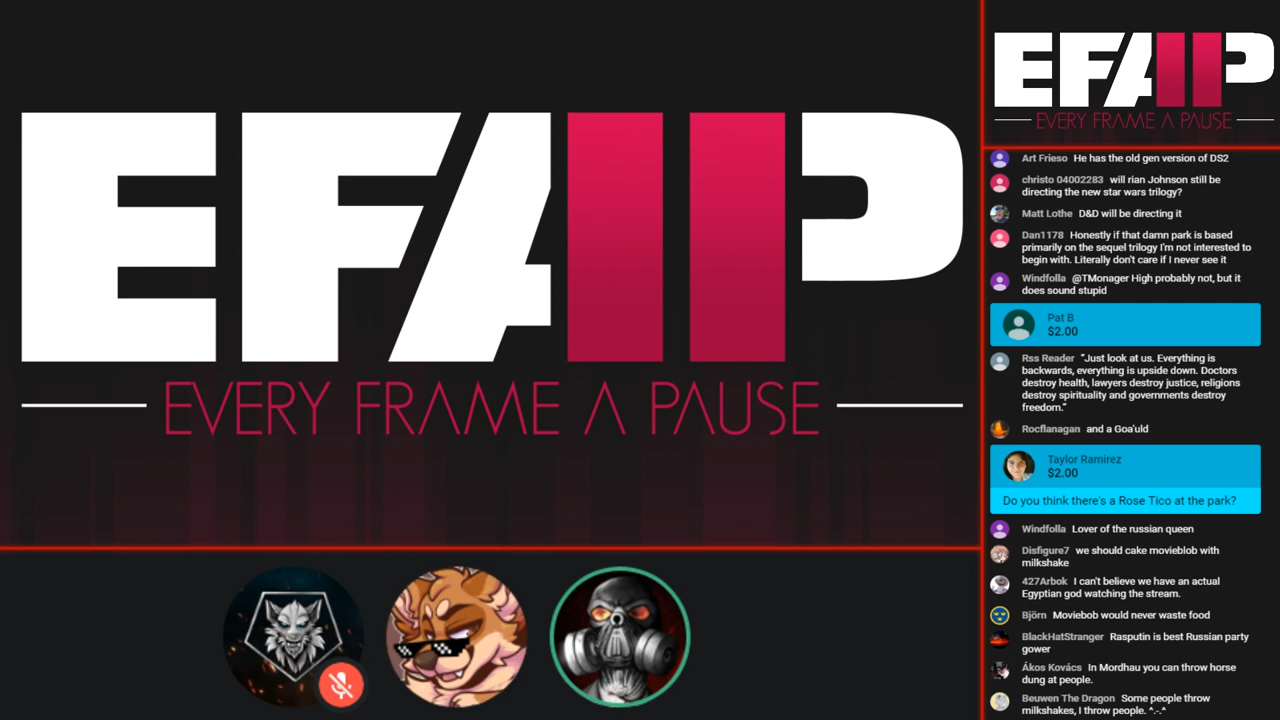 EFAP
EVERY FRAME A PAUSE
EFAP
EVERY FRAME A PAUSE
Art Frieso He has the old gen version of DS2
christo 04002283 will rian Johnson still be
directing the new star wars trilogy?
Matt Lothe D&D will be directing it
Dan1178 Honestly if that damn park is based
primarily on the sequel trilogy I'm not interested to
begin with. Literally don't care if I never see it
Windfolla @TMonager High probably not, but it
does sound stupid
Pat B
$2.00
Rss Reader "Just look at us. Everything is
backwards, everything is upside down. Doctors
destroy health, lawyers destroy justice, religions
destroy spirituality and governments destroy
freedom."
Rocflanagan and a Goa'uld
Taylor Ramirez
$2.00
Do you think there's a Rose Tico at the park?
Windfolla Lover of the russian queen
Disfigure7 we should cake movieblob with
milkshake
427Arbok I can't believe we have an actual
Egyptian god watching the stream.
Björn Moviebob would never waste food
BlackHatStranger Rasputin is best Russian party
gower
Ákos Kovács In Mordhau you can throw horse
dung at people.
Beuwen The Dragon Some people throw
milkshakes, I throw people. ^.-.^